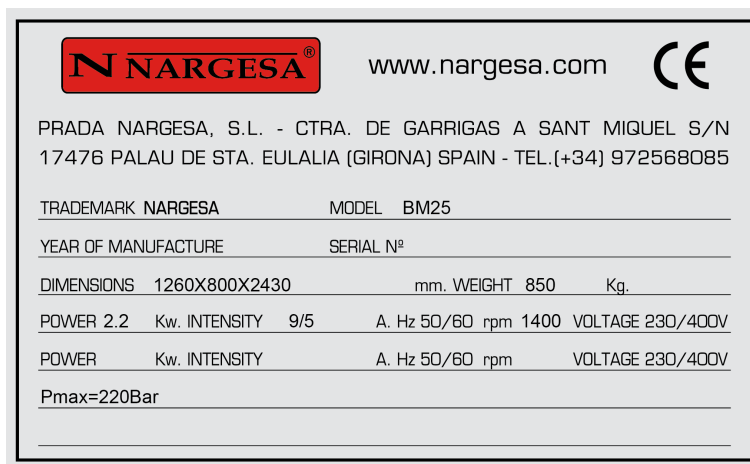 N NARGESA® www.nargesa.com CE
PRADA NARGESA, S.L. - CTRA. DE GARRIGAS A SANT MIQUEL S/N
17476 PALAU DE STA. EULALIA (GIRONA) SPAIN - TEL.(+34) 972568085
TRADEMARK NARGESA MODEL BM25
YEAR OF MANUFACTURE SERIAL Nº
DIMENSIONS 1260X800X2430 mm. WEIGHT 850 Kg.
POWER 2.2 Kw. INTENSITY 9/5 A. Hz 50/60 rpm 1400 VOLTAGE 230/400V
POWER Kw. INTENSITY A. Hz 50/60 rpm VOLTAGE 230/400V
Pmax=220Bar